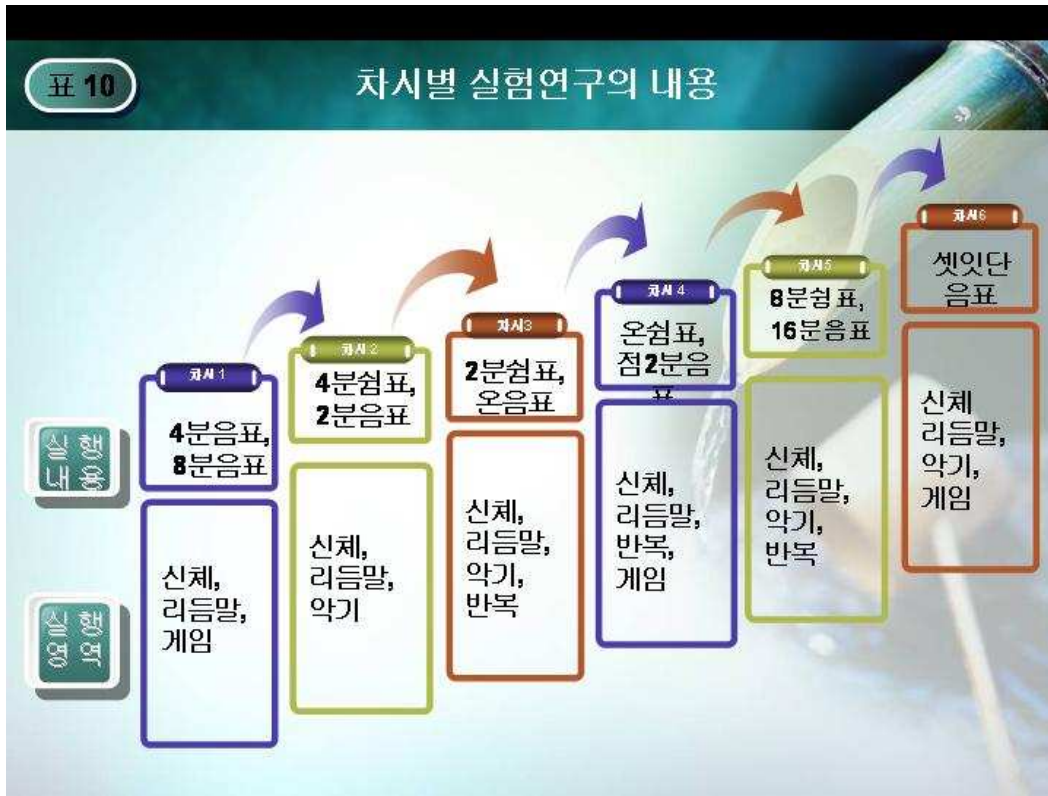 표 10
차시별 실험연구의 내용
실 행
내 용
실 행
영 역
차시 1
4분음표,
8분음표
신체,
리듬말,
게임
차시 2
4분쉼표,
2분음표
신체,
리듬말,
악기
차시3
2분쉼표,
온음표
신체,
리듬말,
악기,
반복
차시 4
온쉼표,
점2분음
표
신체,
리듬말,
반복,
게임
차시5
8분쉼표,
16분음표
신체,
리듬말,
악기,
반복
차시6
셋잇단
음표
신체
리듬말,
악기,
게임